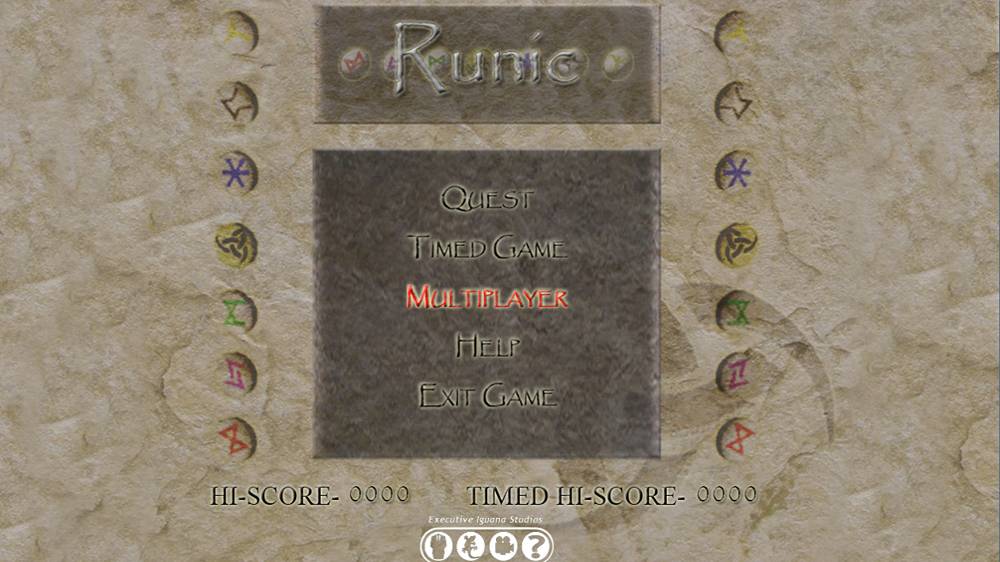 Runic
Quest
Timed Game
Multiplayer
Help
Exit Game
HI-SCORE- 0000 TIMED HI-SCORE- 0000
Executive Iguana Studios
?